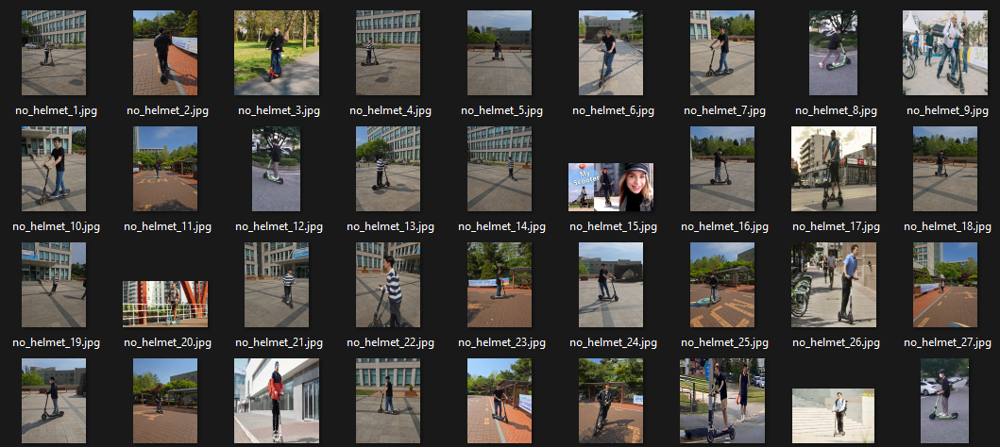 no_helmet_1.jpg
no_helmet_2.jpg
no_helmet_3.jpg
no_helmet_4.jpg
no_helmet_5.jpg
no_helmet_6.jpg
no_helmet_7.jpg
no_helmet_8.jpg
no_helmet_9.jpg
My
Scooter
no_helmet_10.jpg
no_helmet_11.jpg
no_helmet_12.jpg
no_helmet_13.jpg
no_helmet_14.jpg
no_helmet_15.jpg
no_helmet_16.jpg
no_helmet_17.jpg
no_helmet_18.jpg
no_helmet_19.jpg
no_helmet_20.jpg
no_helmet_21.jpg
no_helmet_22.jpg
no_helmet_23.jpg
no_helmet_24.jpg
no_helmet_25.jpg
no_helmet_26.jpg
no_helmet_27.jpg